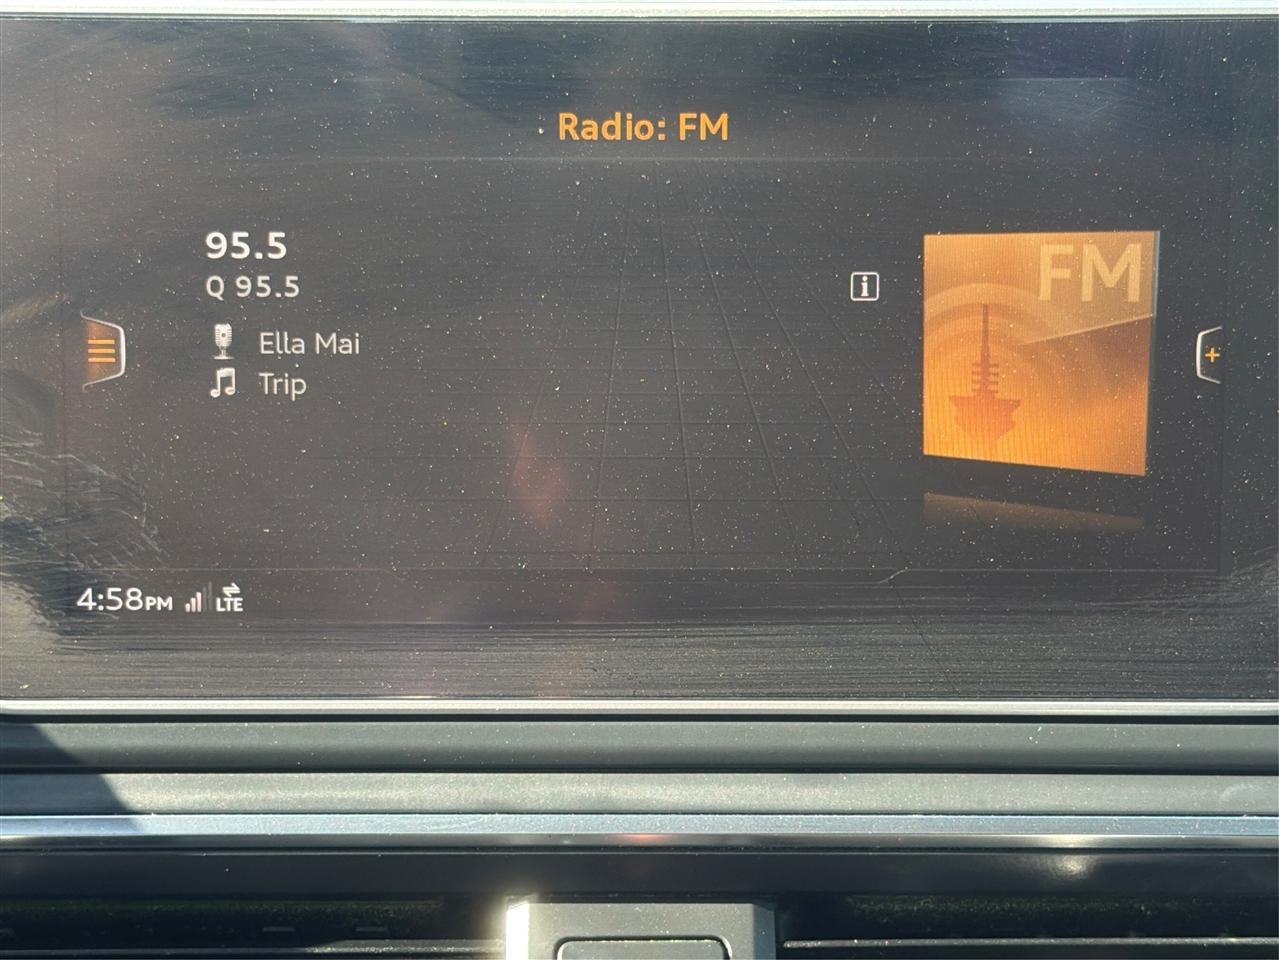 Radio: FM
95.5
Q 95.5
Ella Mai
Trip
FM
4:58PM LTE